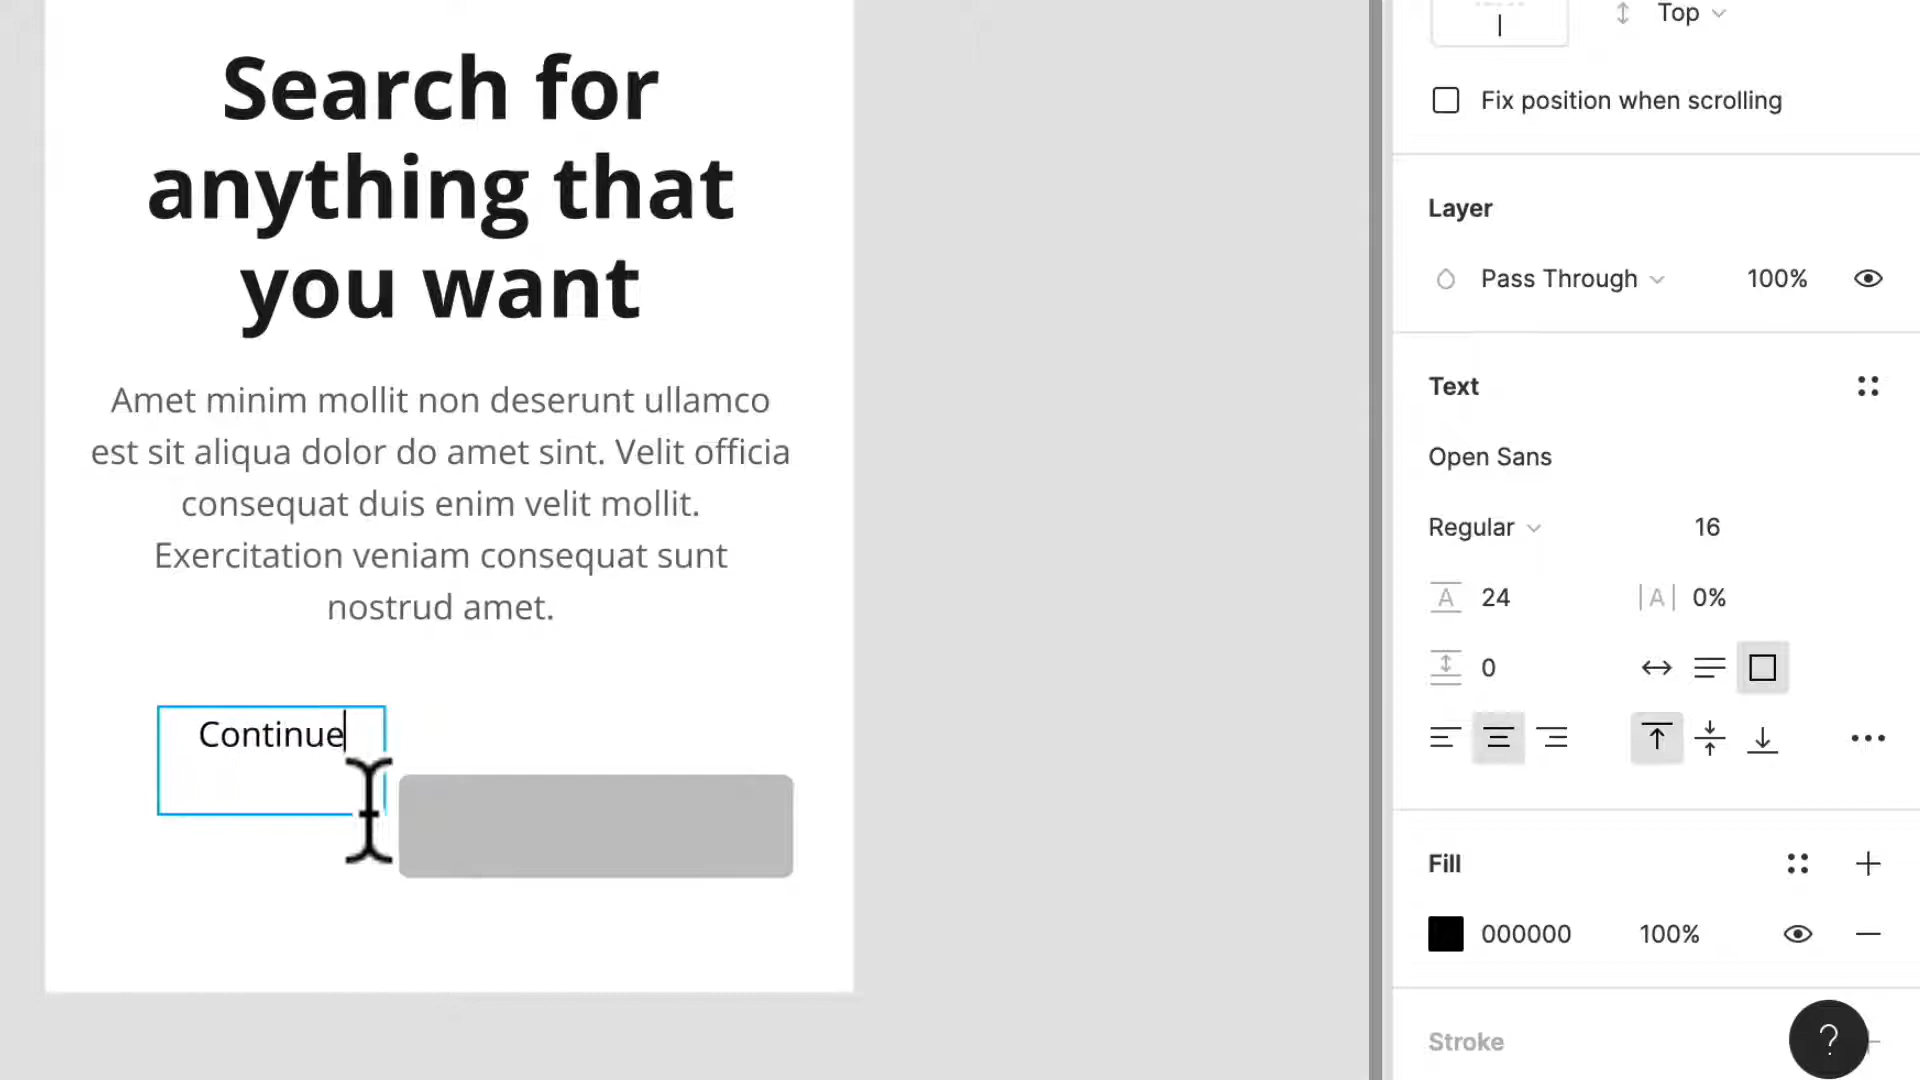 Search for
anything that
you want
Amet minim mollit non deserunt ullamco
est sit aliqua dolor do amet sint. Velit officia
consequat duis enim velit mollit.
Exercitation veniam consequat sunt
nostrud amet.
Continue
Top
Fix position when scrolling
Layer
Pass Through 100%
Text
Open Sans
Regular 16
A 24 |A| 0%
0
Fill
000000 100%
Stroke
?